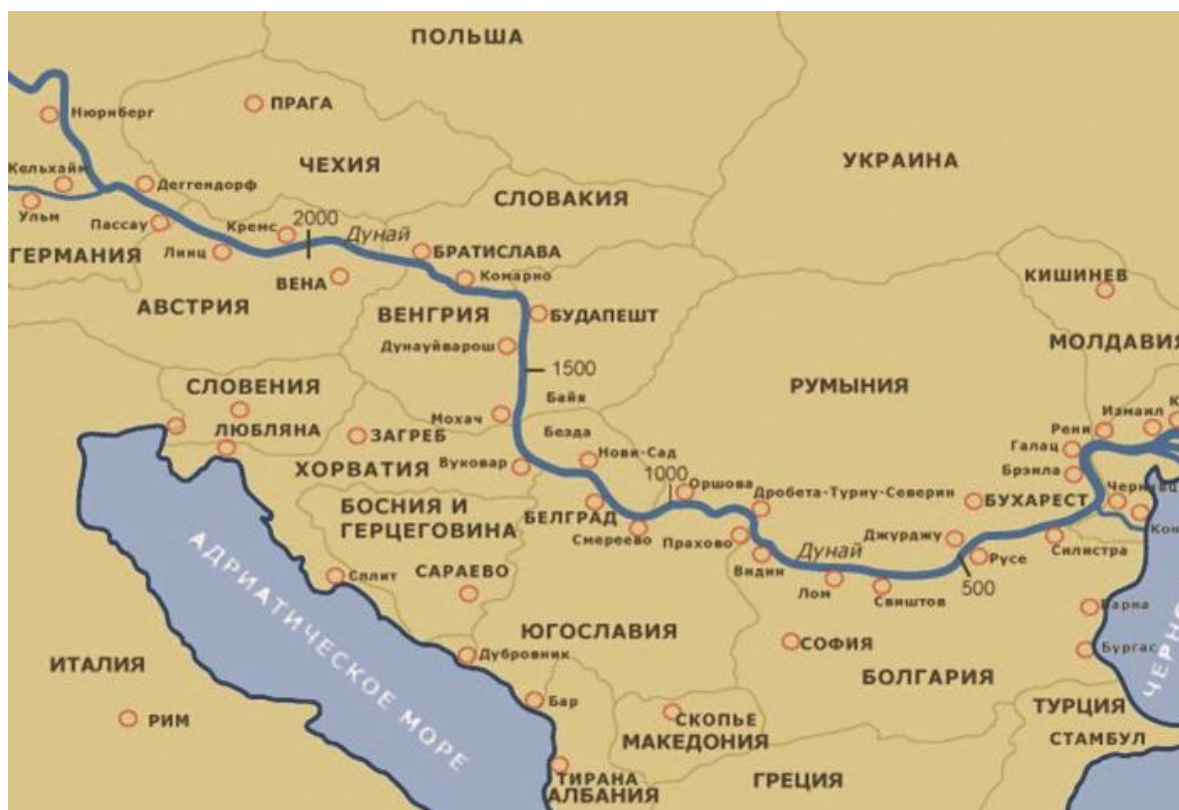 ПОЛЬША
ПРАГА
Нюрнберг
ЧЕХИЯ
УКРАИНА
Кельхайм
Деггендорф
СЛОВАКИЯ
Ульм
Пассау
Кремс
2000
Дунай
ГЕРМАНИЯ
Линц
ВЕНА
БРАТИСЛАВА
Комарно
КИШИНЕВ
АВСТРИЯ
ВЕНГРИЯ
БУДАПЕШТ
Дунауйварош
МОЛДАВИЯ
1500
СЛОВЕНИЯ
РУМЫНИЯ
Байя
Мохач
Измаил
ЛЮБЛЯНА
ЗАГРЕБ
Безда
Рени
Галац
ХОРВАТИЯ
Вуковар
Нови-Сад
1000
Оршова
Брэила
БОСНИЯ И
ГЕРЦЕГОВИНА
БЕЛГРАД
Дробета-Турну-Северин
БУХАРЕСТ
Смереево
Прахово
Джурджу
Силистра
АДРИАТИЧЕСКОЕ МОРЕ
Сплит
САРАЕВО
Видин
Дунай
Русе
Лом
Свиштов
500
ЮГОСЛАВИЯ
СОФИЯ
Варна
Бургас
ИТАЛИЯ
Дубровник
БОЛГАРИЯ
РИМ
Бар
СКОПЬЕ
МАКЕДОНИЯ
ТУРЦИЯ
СТАМБУЛ
ТИРАНА
АЛБАНИЯ
ГРЕЦИЯ